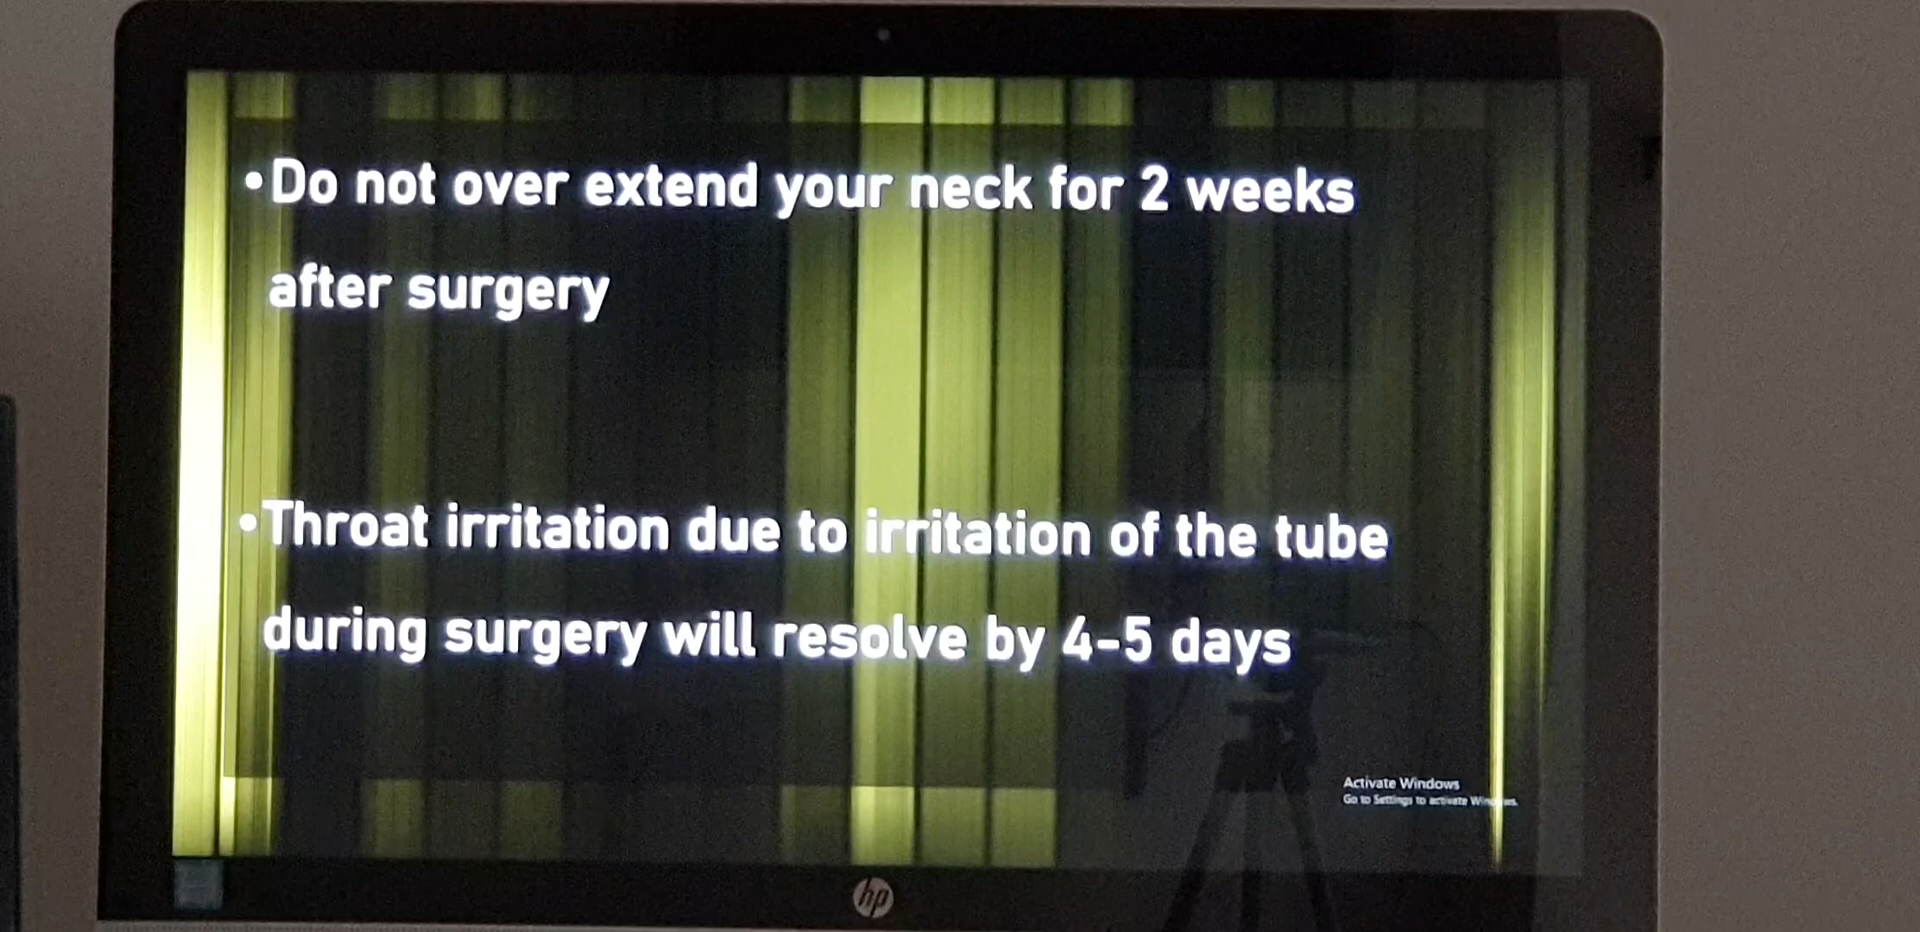 •Do not over extend your neck for 2 weeks
after surgery
•Throat irritation due to irritation of the tube
during surgery will resolve by 4-5 days
Activate Windows
Go to Settings to activate Windows.
hp